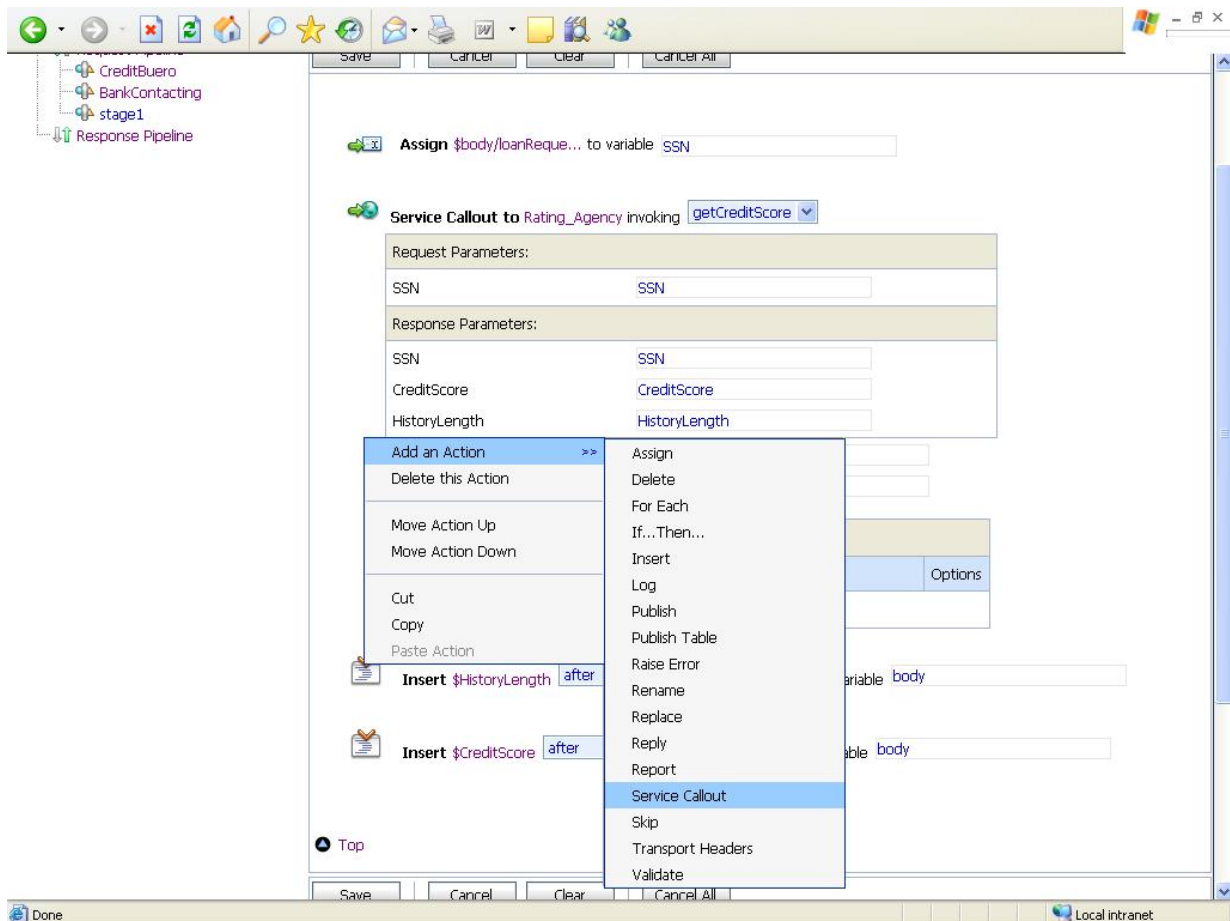 Request Pipeline
CreditBuero
BankContacting
stage1
Response Pipeline
Save Cancel Clear Cancel All
Assign $body/loanReque... to variable SSN
Service Callout to Rating_Agency invoking getCreditScore
Request Parameters:
SSN SSN
Response Parameters:
SSN SSN
CreditScore CreditScore
HistoryLength HistoryLength
Add an Action >>
Delete this Action
Move Action Up
Move Action Down
Cut
Copy
Paste Action
Assign
Delete
For Each
If...Then...
Insert
Log
Publish
Publish Table
Raise Error
Rename
Replace
Reply
Report
Service Callout
Skip
Transport Headers
Validate
Options
Insert $HistoryLength after body
Insert $CreditScore after body
Top
Save Cancel Clear Cancel All
Done Local intranet